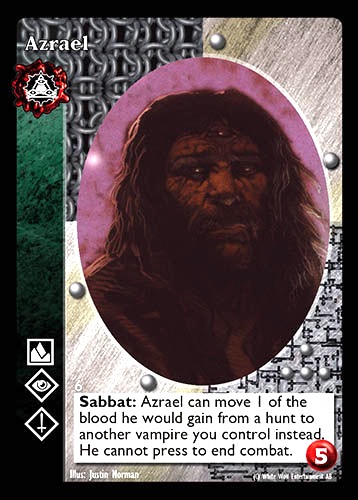 Azrael
6
Sabbat: Azrael can move 1 of the
blood he would gain from a hunt to
another vampire you control instead.
He cannot press to end combat.
5
Illus: Justin Norman
(C) White Wolf Entertainment AB